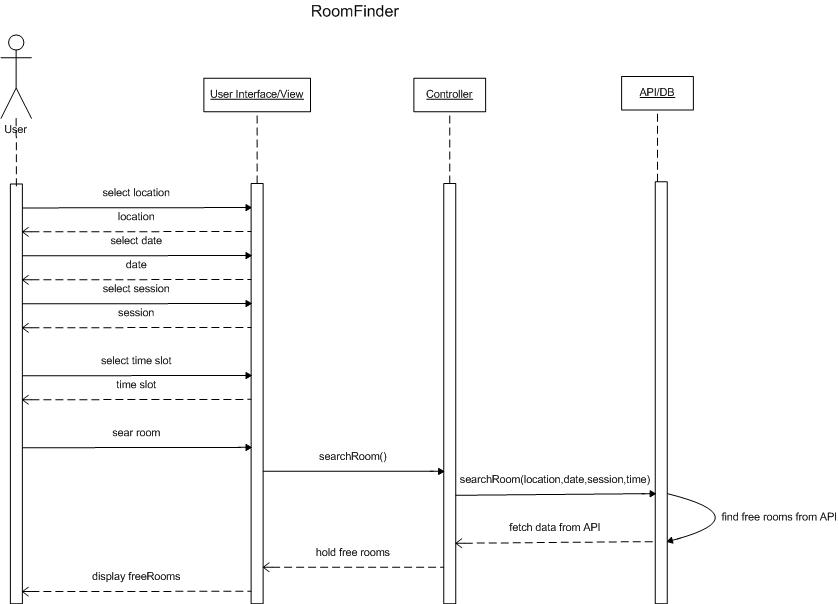 RoomFinder
User Interface/View
Controller
API/DB
User
select location
location
select date
date
select session
session
select time slot
time slot
sear room
searchRoom()
searchRoom(location,date,session,time)
find free rooms from API
fetch data from API
hold free rooms
display freeRooms